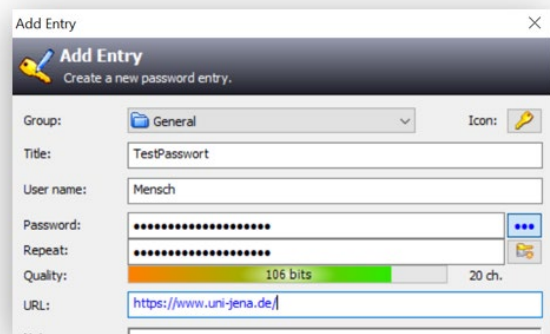 Add Entry
Add Entry
Create a new password entry.
Group: General Icon:
Title: TestPasswort
User name: Mensch
Password: ••••••••••••••••••••
Repeat: ••••••••••••••••••••
Quality: 106 bits 20 ch.
URL: https://www.uni-jena.de/